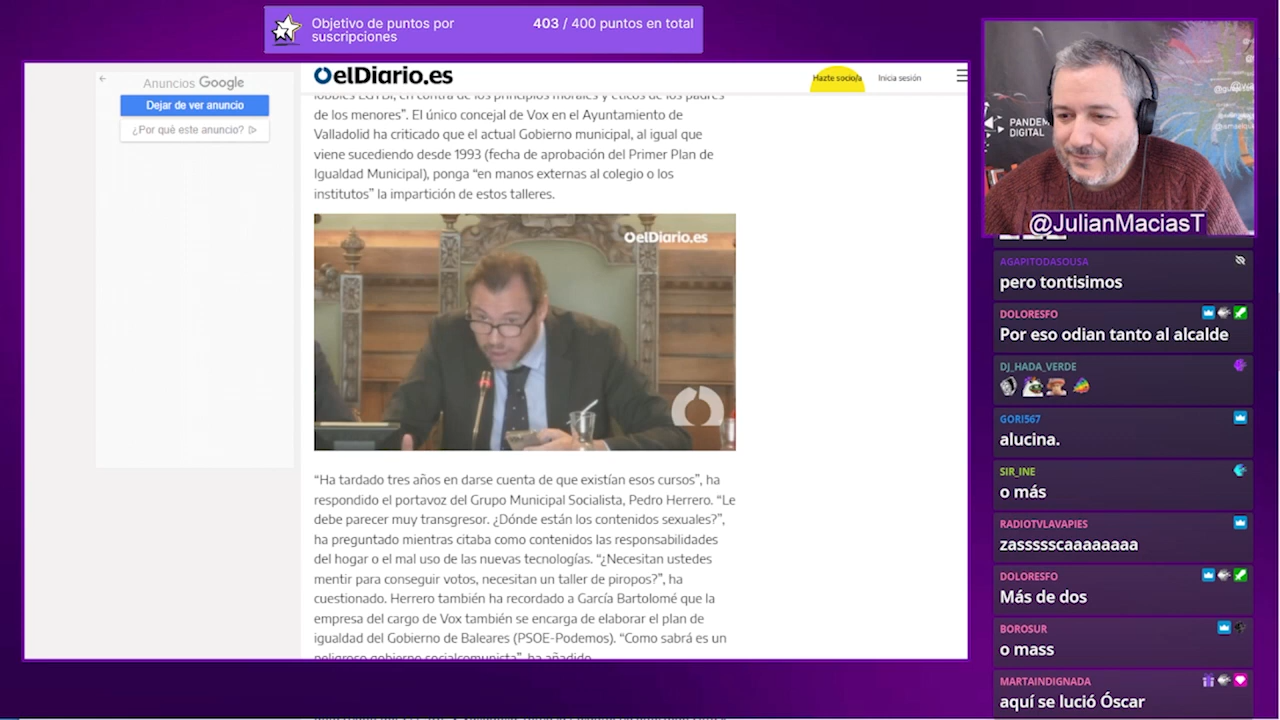 Objetivo de puntos por
suscripciones
403 / 400 puntos en total
Anuncios Google
Dejar de ver anuncio
¿Por qué este anuncio?
elDiario.es
Hazte socio/a
Inicia sesión
lobbies LGTBI, en contra de los principios morales y éticos de los padres
de los menores”. El único concejal de Vox en el Ayuntamiento de
Valladolid ha criticado que el actual Gobierno municipal, al igual que
viene sucediendo desde 1993 (fecha de aprobación del Primer Plan de
Igualdad Municipal), ponga “en manos externas al colegio o los
institutos” la impartición de estos talleres.
elDiario.es
“Ha tardado tres años en darse cuenta de que existían esos cursos”, ha
respondido el portavoz del Grupo Municipal Socialista, Pedro Herrero. “Le
debe parecer muy transgresor. ¿Dónde están los contenidos sexuales?”,
ha preguntado mientras citaba como contenidos las responsabilidades
del hogar o el mal uso de las nuevas tecnologías. “¿Necesitan ustedes
mentir para conseguir votos, necesitan un taller de piropos?”, ha
cuestionado. Herrero también ha recordado a García Bartolomé que la
empresa del cargo de Vox también se encarga de elaborar el plan de
igualdad del Gobierno de Baleares (PSOE-Podemos). “Como sabrá es un
peligroso gobierno socialcomunista”, ha añadido.
PANDEM
DIGITAL
@JulianMaciasT
AGAPITODASOUSA
pero tontisimos
DOLORESFO
Por eso odian tanto al alcalde
DJ_HADA_VERDE
GORI567
alucina.
SIR_INE
o más
RADIOTVLAVAPIES
zassssscaaaaaaaa
DOLORESFO
Más de dos
BOROSUR
o mass
MARTAINDIGNADA
aquí se lució Óscar